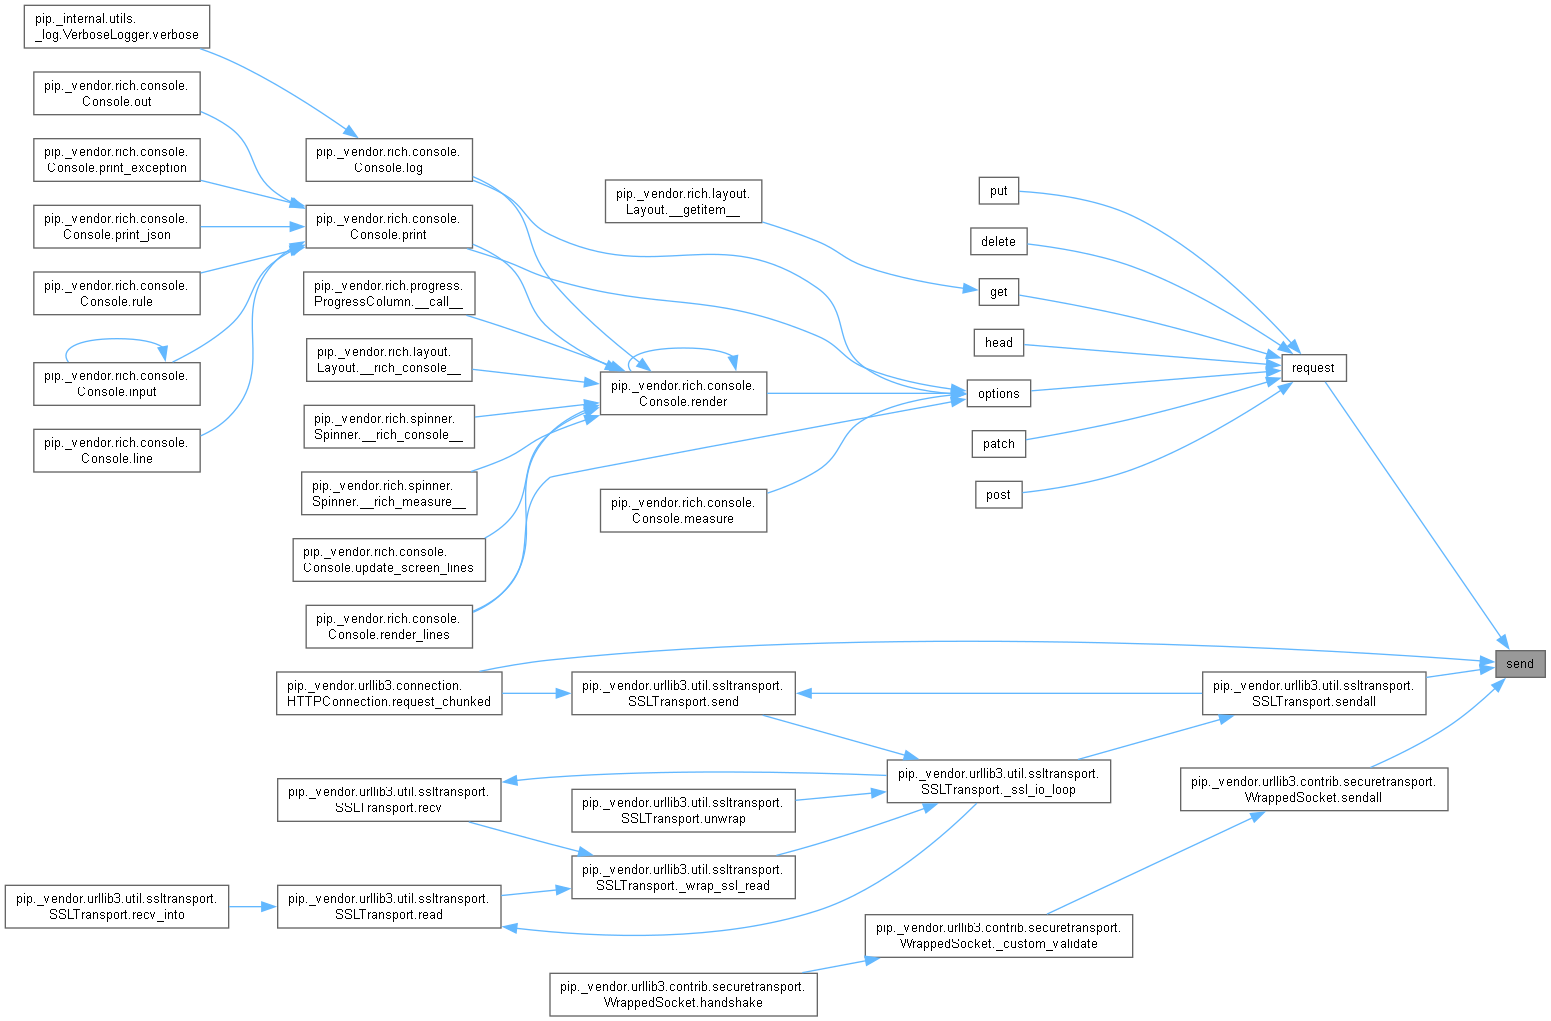 pip._internal.utils.
_log.VerboseLogger.verbose
pip._vendor.rich.console.
Console.out
pip._vendor.rich.console.
Console.print_exception
pip._vendor.rich.console.
Console.print_json
pip._vendor.rich.console.
Console.rule
pip._vendor.rich.console.
Console.input
pip._vendor.rich.console.
Console.line
pip._vendor.rich.console.
Console.log
pip._vendor.rich.console.
Console.print
pip._vendor.rich.progress.
ProgressColumn.__call__
pip._vendor.rich.layout.
Layout.__rich_console__
pip._vendor.rich.spinner.
Spinner.__rich_console__
pip._vendor.rich.spinner.
Spinner.__rich_measure__
pip._vendor.rich.console.
Console.update_screen_lines
pip._vendor.rich.console.
Console.render_lines
pip._vendor.rich.layout.
Layout.__getitem__
pip._vendor.rich.console.
Console.render
pip._vendor.rich.console.
Console.measure
put
delete
get
head
options
patch
post
request
send
pip._vendor.urllib3.connection.
HTTPConnection.request_chunked
pip._vendor.urllib3.util.ssltransport.
SSLTransport.send
pip._vendor.urllib3.util.ssltransport.
SSLTransport.sendall
pip._vendor.urllib3.util.ssltransport.
SSLTransport._ssl_io_loop
pip._vendor.urllib3.contrib.securetransport.
WrappedSocket.sendall
pip._vendor.urllib3.util.ssltransport.
SSLTransport.recv
pip._vendor.urllib3.util.ssltransport.
SSLTransport.unwrap
pip._vendor.urllib3.util.ssltransport.
SSLTransport._wrap_ssl_read
pip._vendor.urllib3.util.ssltransport.
SSLTransport.recv_into
pip._vendor.urllib3.util.ssltransport.
SSLTransport.read
pip._vendor.urllib3.contrib.securetransport.
WrappedSocket._custom_validate
pip._vendor.urllib3.contrib.securetransport.
WrappedSocket.handshake